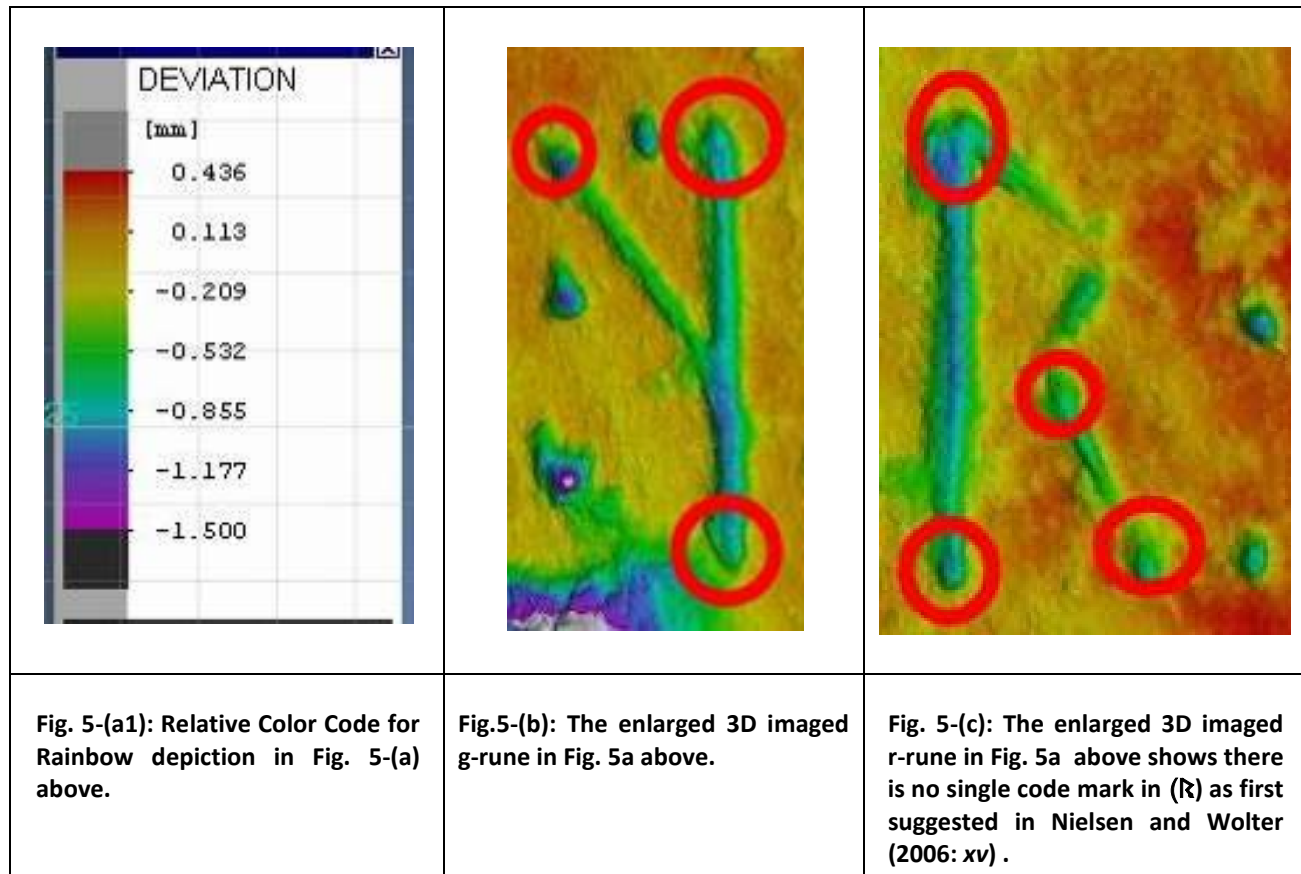 DEVIATION
[mm]
0.436
0.113
-0.209
-0.532
-0.855
-1.177
-1.500
Fig. 5-(a1): Relative Color Code for
Rainbow depiction in Fig. 5-(a)
above.
Fig.5-(b): The enlarged 3D imaged
g-rune in Fig. 5a above.
Fig. 5-(c): The enlarged 3D imaged
r-rune in Fig. 5a above shows there
is no single code mark in (ᚱ) as first
suggested in Nielsen and Wolter
(2006: xv) .